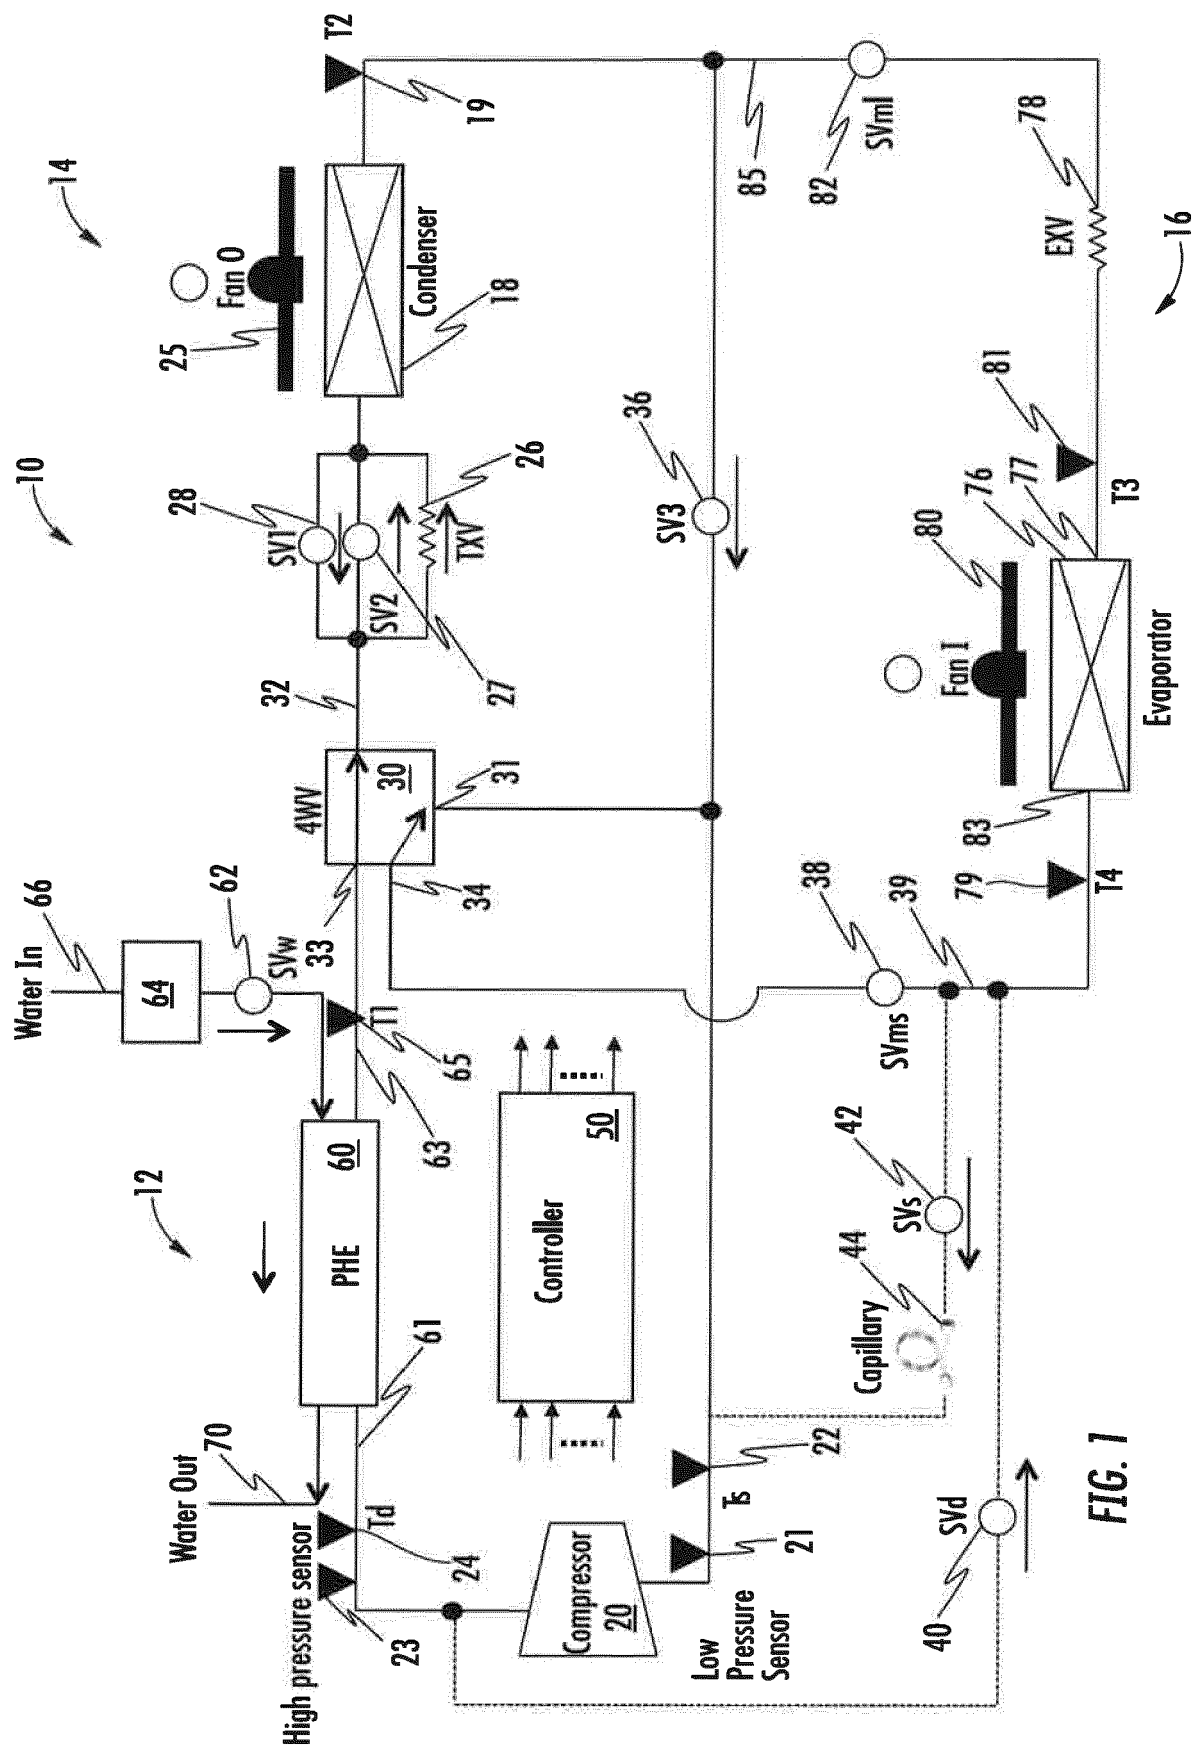 Water In
66
10
14
12
64
Water Out
70
62
28
25
Fan O
High pressure sensor
SVw
33
4WV
32
SV1
T2
PHE
60
Td
T1
30
SV2
23
61
63
65
24
34
31
27
TXV
26
Condenser
18
19
Controller
50
Compressor
20
36
SV3
Low
Pressure
Sensor
Ts
21
22
85
38
82
SVml
SVms
39
42
44
Capillary
SVs
80
Fan I
40
SVd
83
79
76
77
81
78
EXV
T4
T3
Evaporator
16
FIG. 1